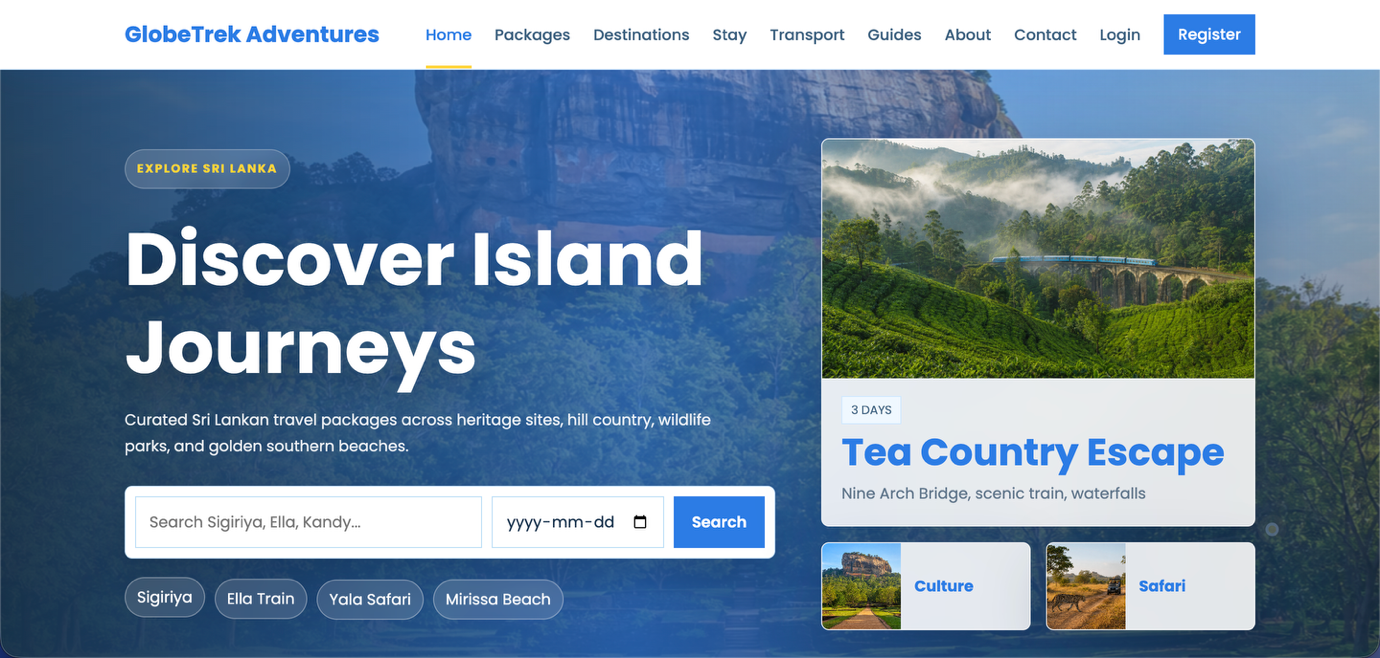 GlobeTrek Adventures
Home Packages Destinations Stay Transport Guides About Contact Login Register
EXPLORE SRI LANKA
Discover Island
Journeys
Curated Sri Lankan travel packages across heritage sites, hill country, wildlife
parks, and golden southern beaches.
Search Sigiriya, Ella, Kandy...
yyyy-mm-dd
Search
Sigiriya
Ella Train
Yala Safari
Mirissa Beach
3 DAYS
Tea Country Escape
Nine Arch Bridge, scenic train, waterfalls
Culture
Safari